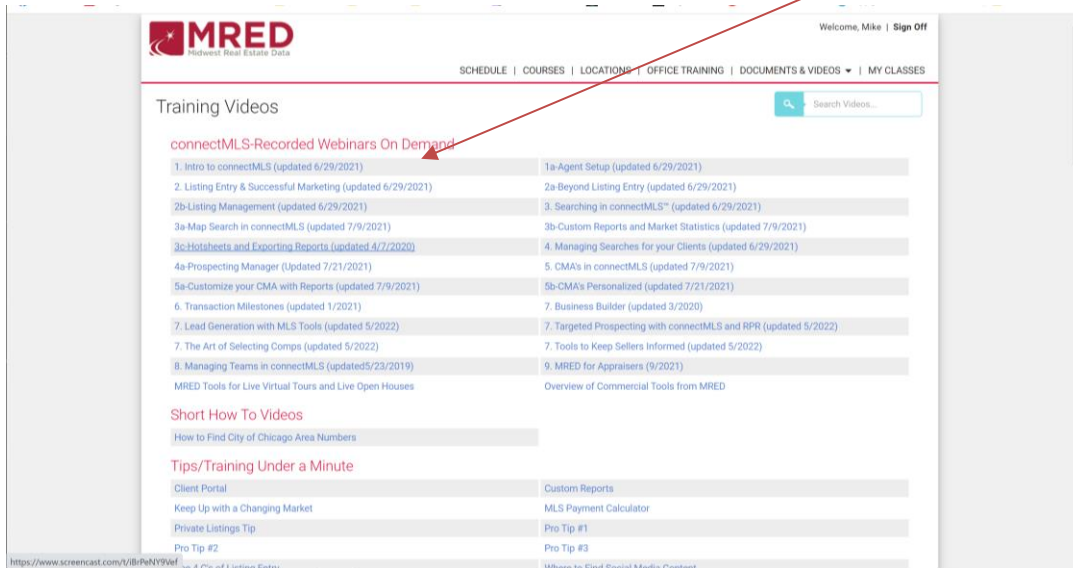 MRED
Midwest Real Estate Data
Welcome, Mike | Sign Off
SCHEDULE | COURSES | LOCATIONS | OFFICE TRAINING | DOCUMENTS & VIDEOS | MY CLASSES
Training Videos
Search Videos...
connectMLS-Recorded Webinars On Demand
1. Intro to connectMLS (updated 6/29/2021)
1a-Agent Setup (updated 6/29/2021)
2. Listing Entry & Successful Marketing (updated 6/29/2021)
2a-Beyond Listing Entry (updated 6/29/2021)
2b-Listing Management (updated 6/29/2021)
3. Searching in connectMLS™ (updated 6/29/2021)
3a-Map Search in connectMLS (updated 7/9/2021)
3b-Custom Reports and Market Statistics (updated 7/9/2021)
3c-Hotsheets and Exporting Reports (updated 4/7/2020)
4. Managing Searches for your Clients (updated 6/29/2021)
4a-Prospecting Manager (Updated 7/21/2021)
5. CMA's in connectMLS (updated 7/9/2021)
5a-Customize your CMA with Reports (updated 7/9/2021)
5b-CMA's Personalized (updated 7/21/2021)
6. Transaction Milestones (updated 1/2021)
7. Business Builder (updated 3/2020)
7. Lead Generation with MLS Tools (updated 5/2022)
7. Targeted Prospecting with connectMLS and RPR (updated 5/2022)
7. The Art of Selecting Comps (updated 5/2022)
7. Tools to Keep Sellers Informed (updated 5/2022)
8. Managing Teams in connectMLS (updated5/23/2019)
9. MRED for Appraisers (9/2021)
MRED Tools for Live Virtual Tours and Live Open Houses
Overview of Commercial Tools from MRED
Short How To Videos
How to Find City of Chicago Area Numbers
Tips/Training Under a Minute
Client Portal
Custom Reports
Keep Up with a Changing Market
MLS Payment Calculator
Private Listings Tip
Pro Tip #1
Pro Tip #2
Pro Tip #3
https://www.screencast.com/t/iBrPeNY9Vef
4 C's of Listing Entry
Where to Find Social Media Content